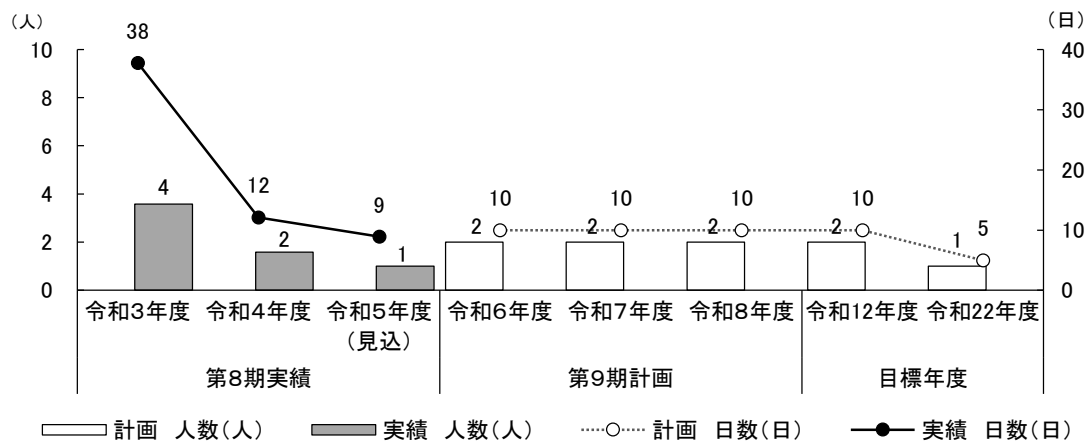 (人)
(日)
38
10
8
6
4
2
0
40
30
20
10
0
4
12
2
9
1
10
2
10
2
10
2
10
2
5
1
令和3年度
令和4年度
令和5年度
(見込)
令和6年度
令和7年度
令和8年度
令和12年度
令和22年度
第8期実績
第9期計画
目標年度
計画 人数(人)
実績 人数(人)
計画 日数(日)
実績 日数(日)